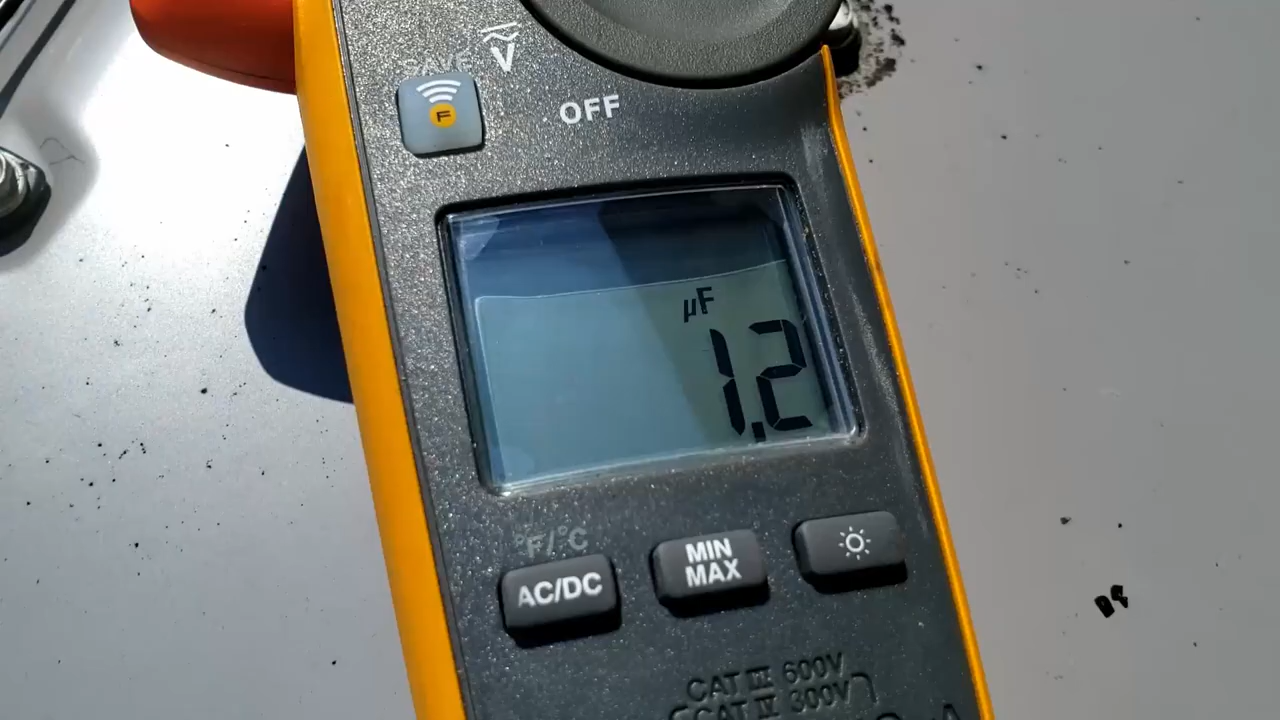 SAVE
V
F
OFF
µF
1.2
°F/°C
AC/DC
MIN
MAX
CAT III 600V
CAT IV 300V